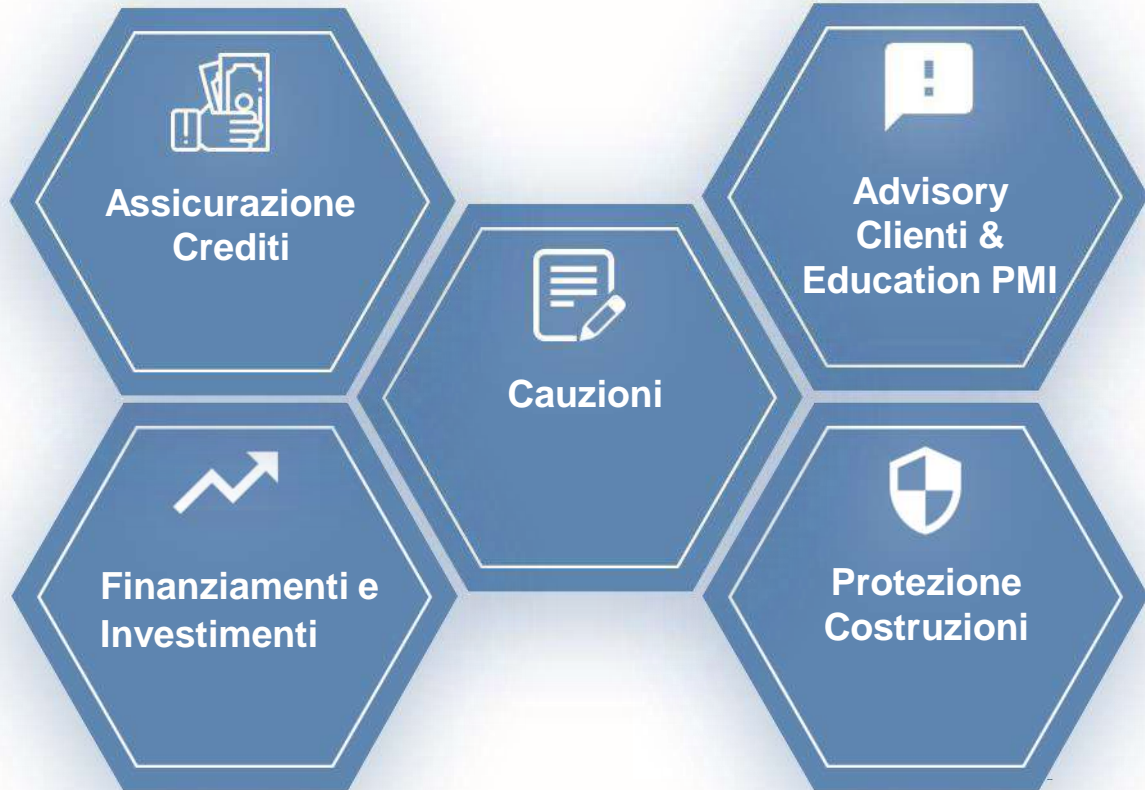 Assicurazione
Crediti
Advisory
Clienti &
Education PMI
Cauzioni
Finanziamenti e
Investimenti
Protezione
Costruzioni